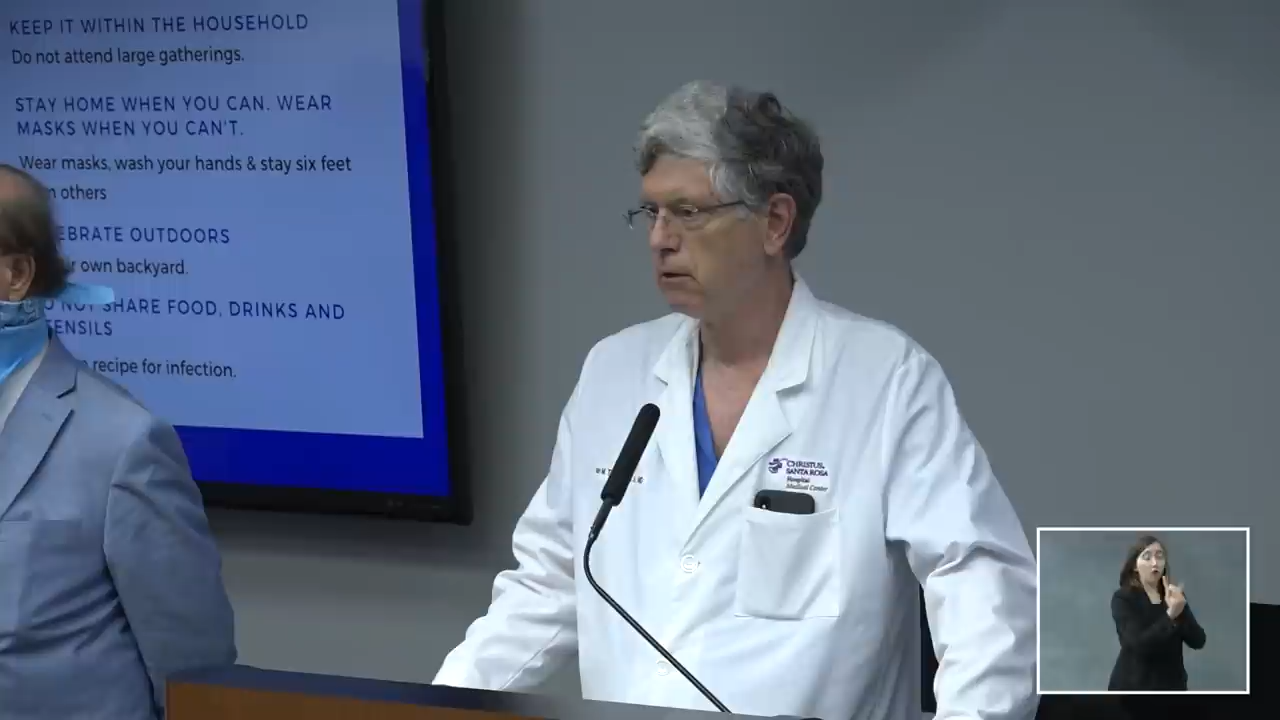 KEEP IT WITHIN THE HOUSEHOLD
Do not attend large gatherings.
STAY HOME WHEN YOU CAN. WEAR
MASKS WHEN YOU CAN'T.
Wear masks, wash your hands & stay six feet
others
EBRATE OUTDOORS
own backyard.
NOT SHARE FOOD, DRINKS AND
TENSILS
recipe for infection.
CHRISTUS
SANTA ROSA
Hospital
Medical Center